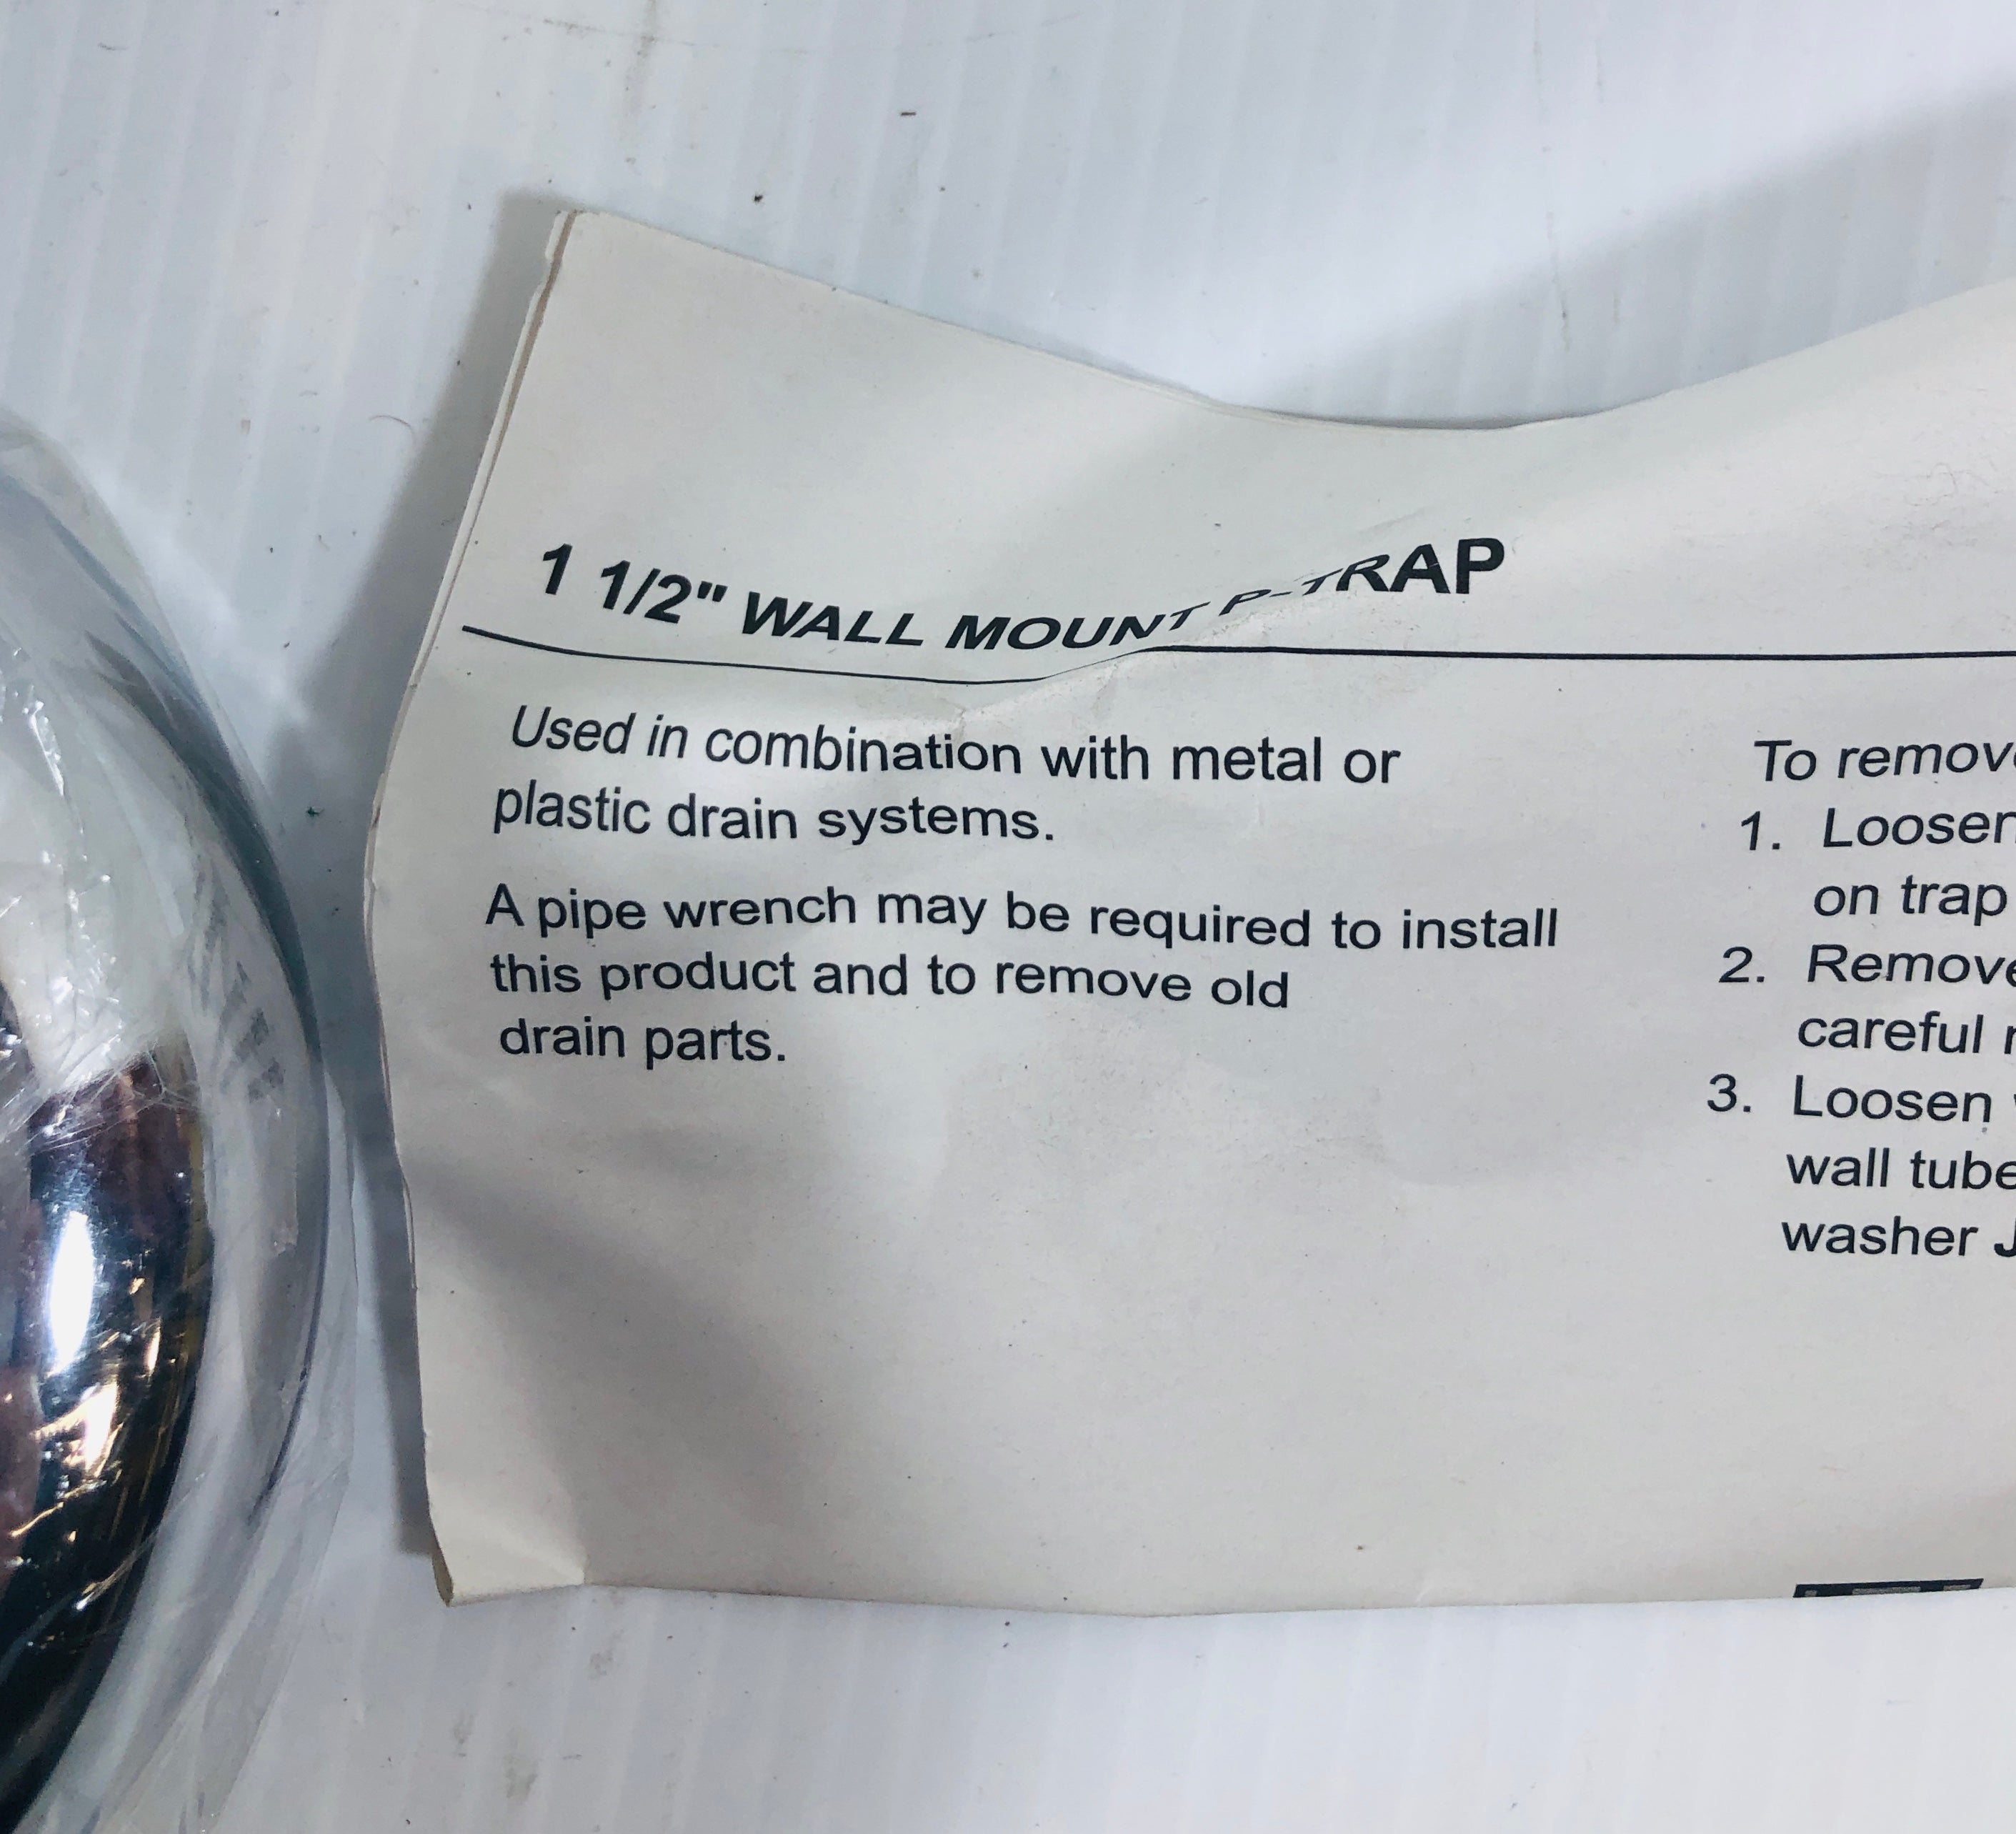 1 1/2" WALL MOUNT P-TRAP
Used in combination with metal or
plastic drain systems.
A pipe wrench may be required to install
this product and to remove old
drain parts.
To remov
1. Loosen
on trap
2. Remove
careful
3. Loosen
wall tube
washer J